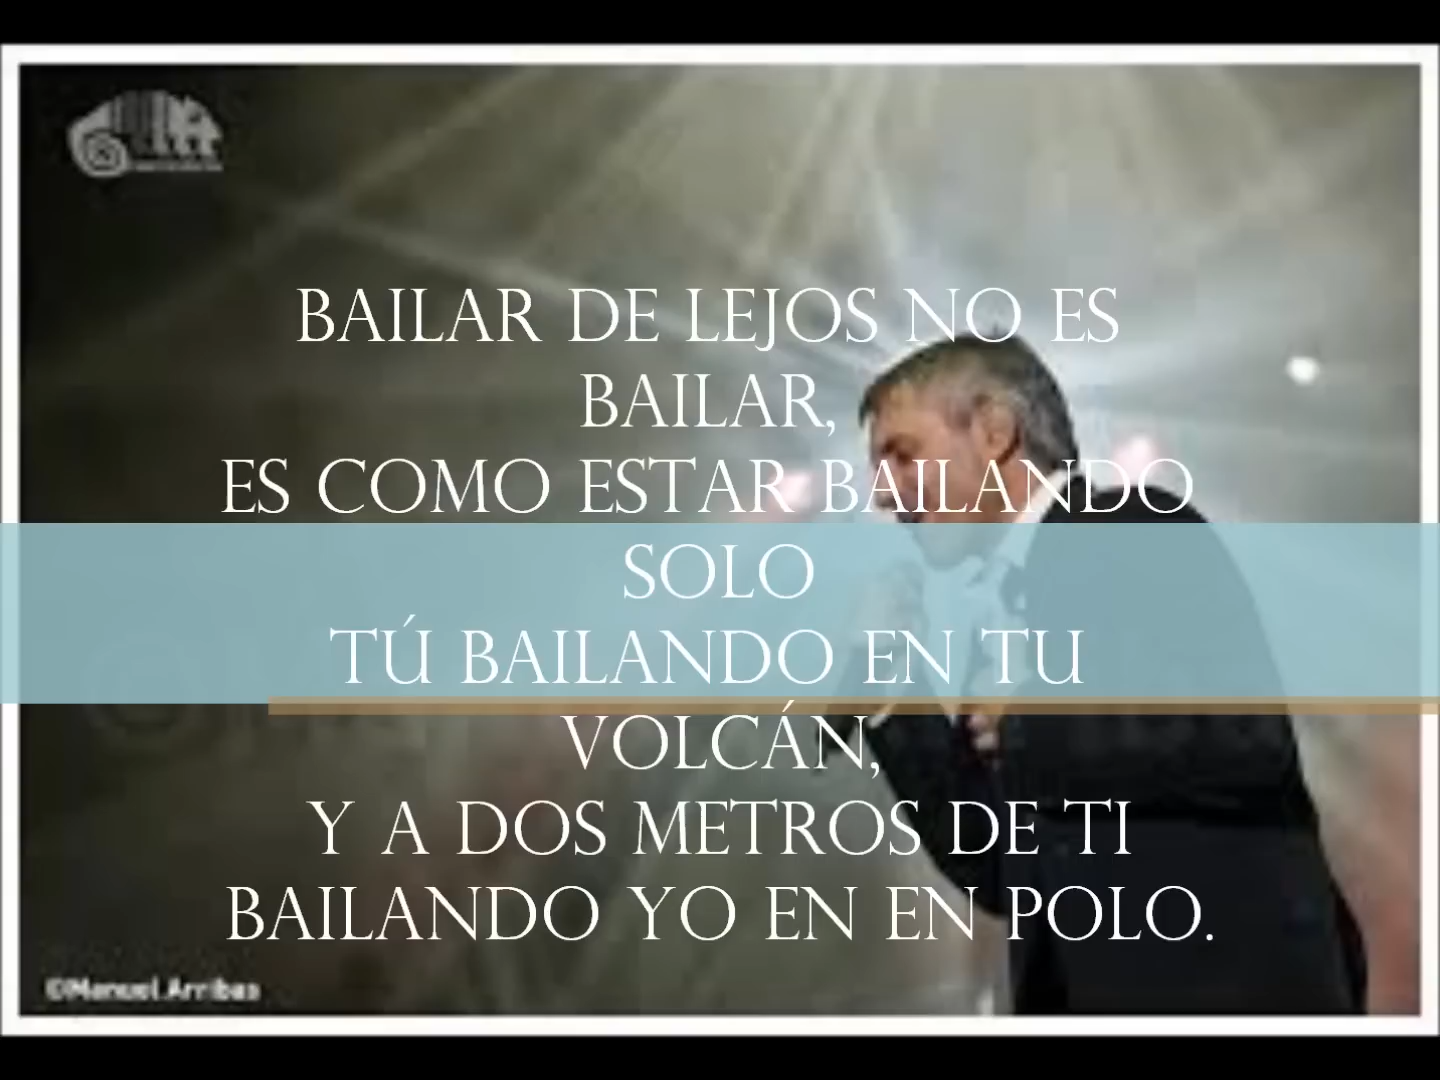 BAILAR DE LEJOS NO ES
BAILAR,
ES COMO ESTAR BAILANDO
SOLO
TÚ BAILANDO EN TU
VOLCÁN,
Y A DOS METROS DE TI
BAILANDO YO EN EN POLO.
©Manuel Arribas